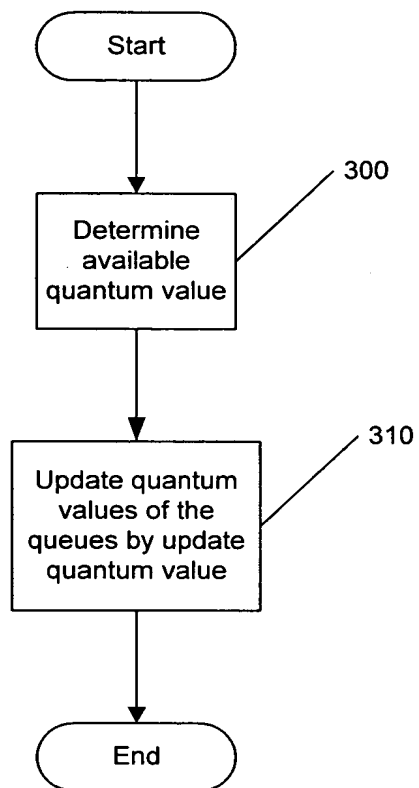 Start
300
Determine
available
quantum value
310
Update quantum
values of the
queues by update
quantum value
End